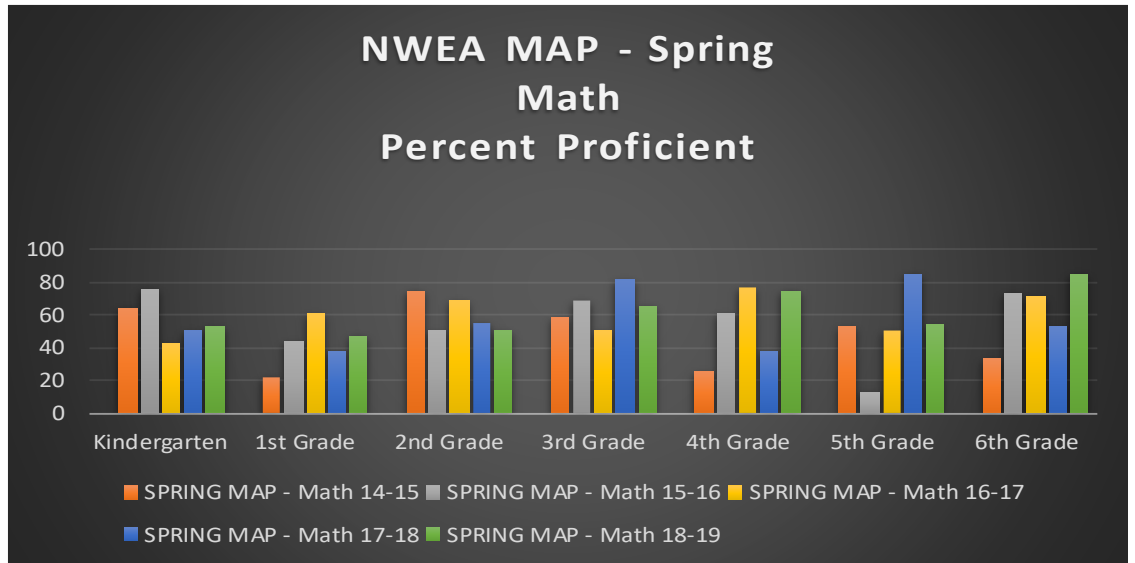 NWEA MAP - Spring
Math
Percent Proficient
100
80
60
40
20
0
Kindergarten 1st Grade 2nd Grade 3rd Grade 4th Grade 5th Grade 6th Grade
SPRING MAP - Math 14-15 SPRING MAP - Math 15-16 SPRING MAP - Math 16-17
SPRING MAP - Math 17-18 SPRING MAP - Math 18-19